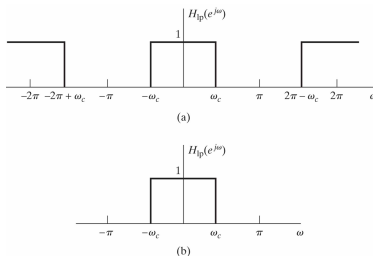 H_lp(e^jω)
1
−2π −2π + ω_c −π −ω_c ω_c π 2π − ω_c 2π
(a)
H_lp(e^jω)
1
−π −ω_c ω_c π ω
(b)